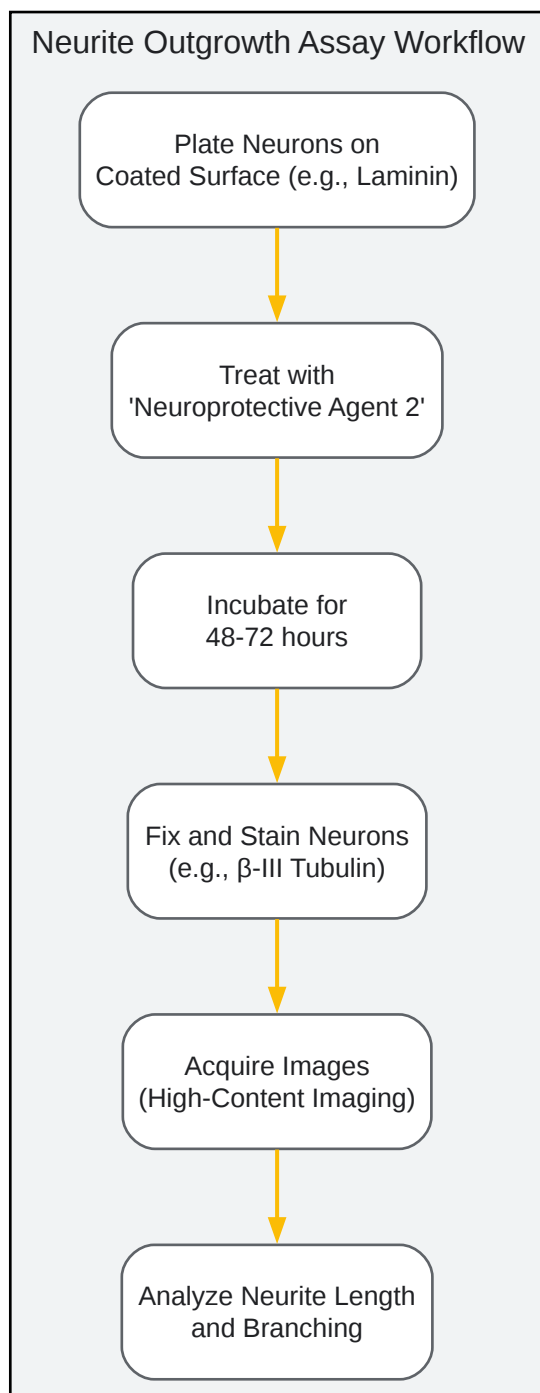 Neurite Outgrowth Assay Workflow
Plate Neurons on
Coated Surface (e.g., Laminin)
Treat with
'Neuroprotective Agent 2'
Incubate for
48-72 hours
Fix and Stain Neurons
(e.g., β-III Tubulin)
Acquire Images
(High-Content Imaging)
Analyze Neurite Length
and Branching